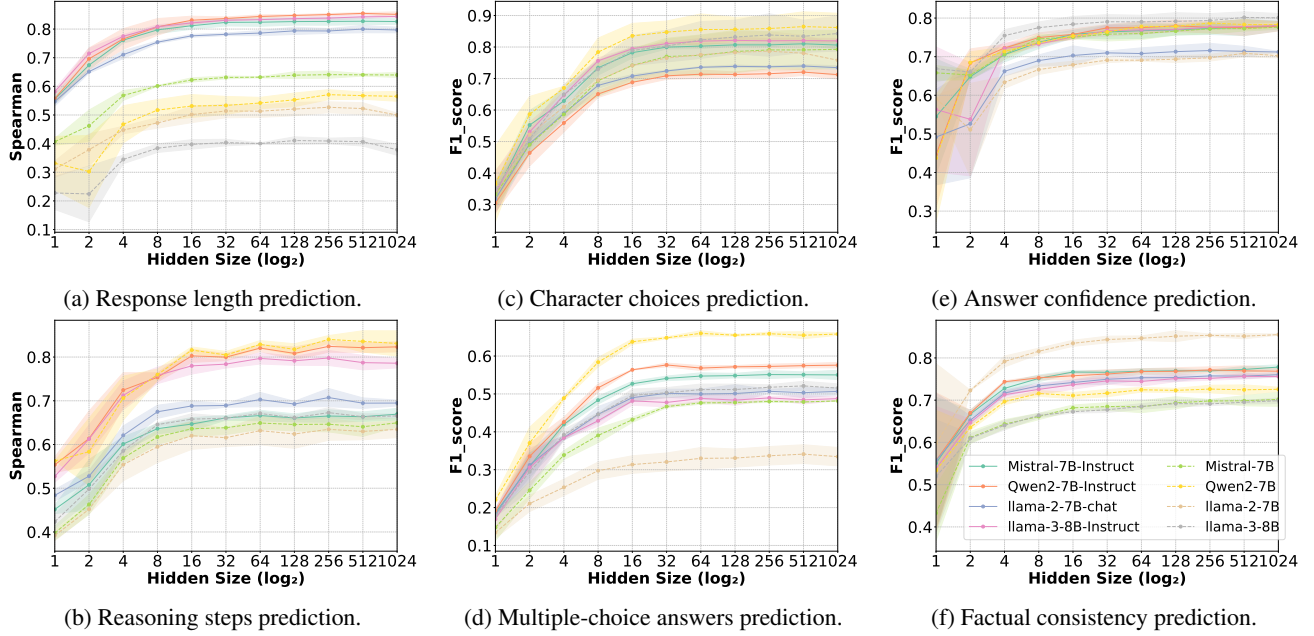 0.8
0.7
0.6
0.5
0.4
0.3
0.2
0.1
Spearman
1 2 4 8 16 32 64 128 256 5121024
Hidden Size (log₂)
(a) Response length prediction.
0.9
0.8
0.7
0.6
0.5
0.4
0.3
F1_score
1 2 4 8 16 32 64 128 256 5121024
Hidden Size (log₂)
(c) Character choices prediction.
0.8
0.7
0.6
0.5
0.4
0.3
F1_score
1 2 4 8 16 32 64 128 256 5121024
Hidden Size (log₂)
(e) Answer confidence prediction.
0.8
0.7
0.6
0.5
0.4
Spearman
1 2 4 8 16 32 64 128 256 5121024
Hidden Size (log₂)
(b) Reasoning steps prediction.
0.6
0.5
0.4
0.3
0.2
0.1
F1_score
1 2 4 8 16 32 64 128 256 5121024
Hidden Size (log₂)
(d) Multiple-choice answers prediction.
0.8
0.7
0.6
0.5
0.4
F1_score
Mistral-7B-Instruct
Qwen2-7B-Instruct
llama-2-7B-chat
llama-3-8B-Instruct
Mistral-7B
Qwen2-7B
llama-2-7B
llama-3-8B
1 2 4 8 16 32 64 128 256 5121024
Hidden Size (log₂)
(f) Factual consistency prediction.